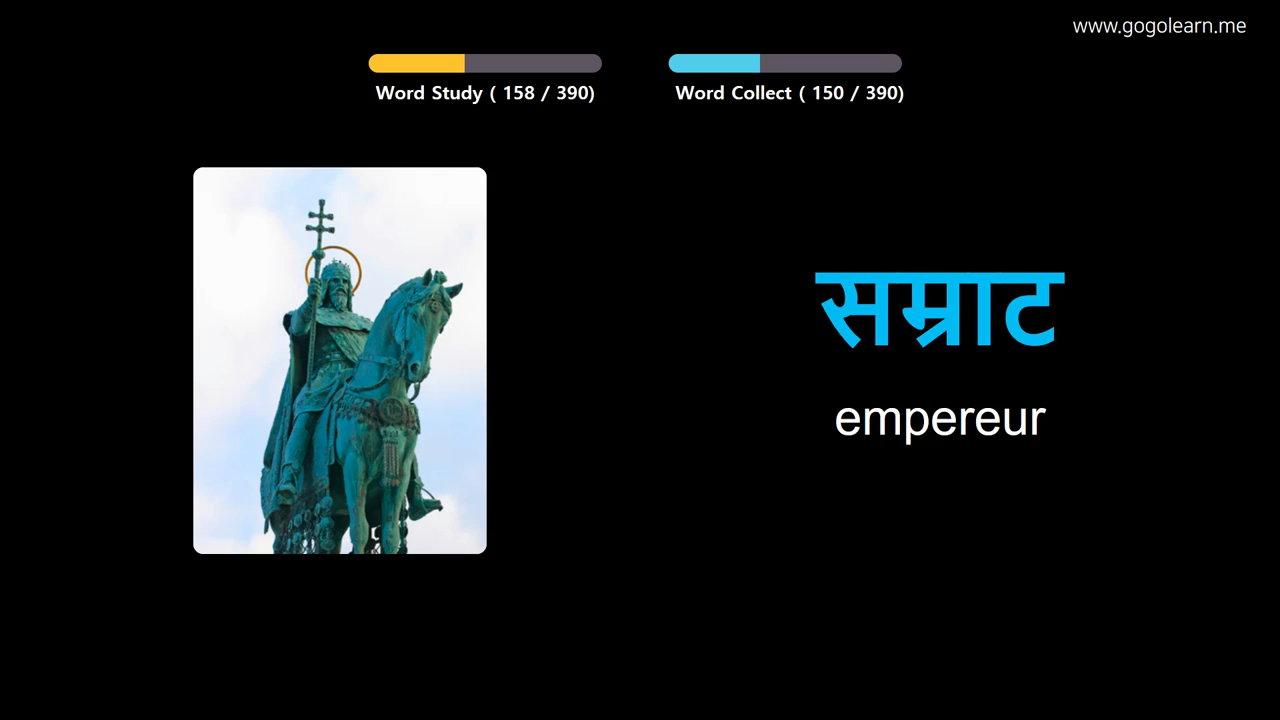 www.gogolearn.me
Word Study ( 158 / 390)
Word Collect ( 150 / 390)
सम्राट
empereur